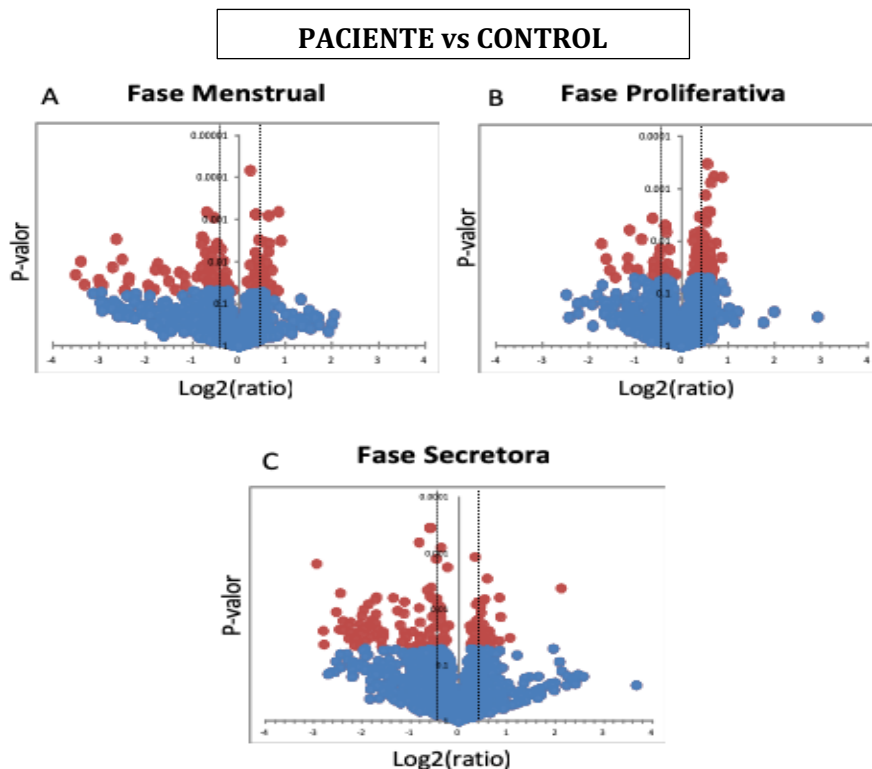 PACIENTE vs CONTROL
A Fase Menstrual
B Fase Proliferativa
P-valor
0.00001
0.0001
0.001
0.01
0.1
1
-4 -3 -2 -1 0 1 2 3 4
Log2(ratio)
P-valor
0.0001
0.001
0.01
0.1
1
-4 -3 -2 -1 0 1 2 3 4
Log2(ratio)
C Fase Secretora
P-valor
0.0001
0.001
0.01
0.1
-4 -3 -2 -1 0 1 2 3 4
Log2(ratio)